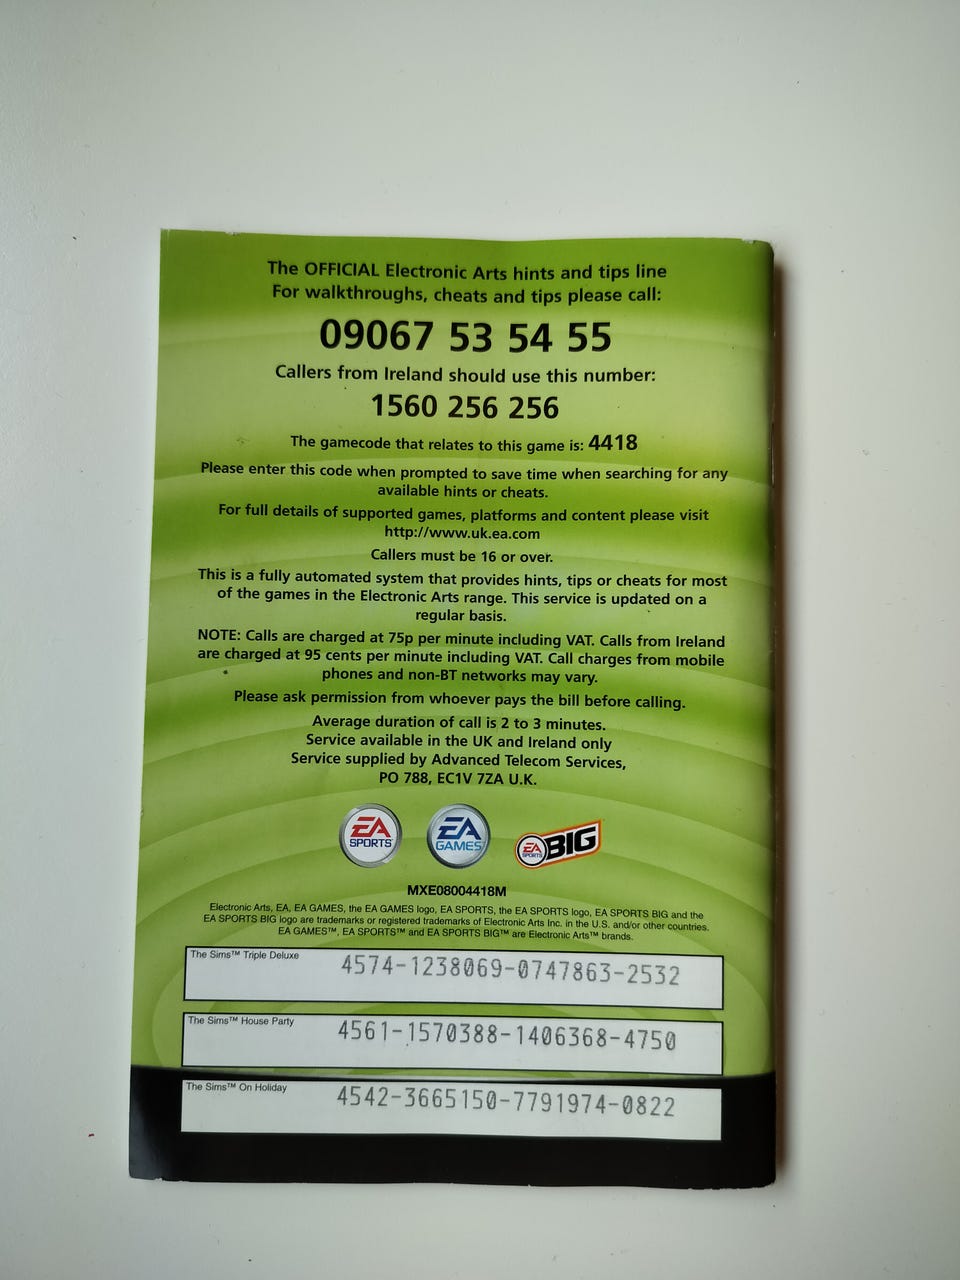 The OFFICIAL Electronic Arts hints and tips line
For walkthroughs, cheats and tips please call:
09067 53 54 55
Callers from Ireland should use this number:
1560 256 256
The gamecode that relates to this game is: 4418
Please enter this code when prompted to save time when searching for any
available hints or cheats.
For full details of supported games, platforms and content please visit
http://www.uk.ea.com
Callers must be 16 or over.
This is a fully automated system that provides hints, tips or cheats for most
of the games in the Electronic Arts range. This service is updated on a
regular basis.
NOTE: Calls are charged at 75p per minute including VAT. Calls from Ireland
are charged at 95 cents per minute including VAT. Call charges from mobile
phones and non-BT networks may vary.
Please ask permission from whoever pays the bill before calling.
Average duration of call is 2 to 3 minutes.
Service available in the UK and Ireland only
Service supplied by Advanced Telecom Services,
PO 788, EC1V 7ZA U.K.
EA SPORTS EA GAMES EA SPORTS BIG
MXE08004418M
Electronic Arts, EA, EA GAMES, the EA GAMES logo, EA SPORTS, the EA SPORTS logo, EA SPORTS BIG and the
EA SPORTS BIG logo are trademarks or registered trademarks of Electronic Arts Inc. in the U.S. and/or other countries.
EA GAMES™, EA SPORTS™ and EA SPORTS BIG™ are Electronic Arts™ brands.
The Sims™ Triple Deluxe 4574-1238069-0747863-2532
The Sims™ House Party 4561-1570388-1406368-4750
The Sims™ On Holiday 4542-3665150-7791974-0822